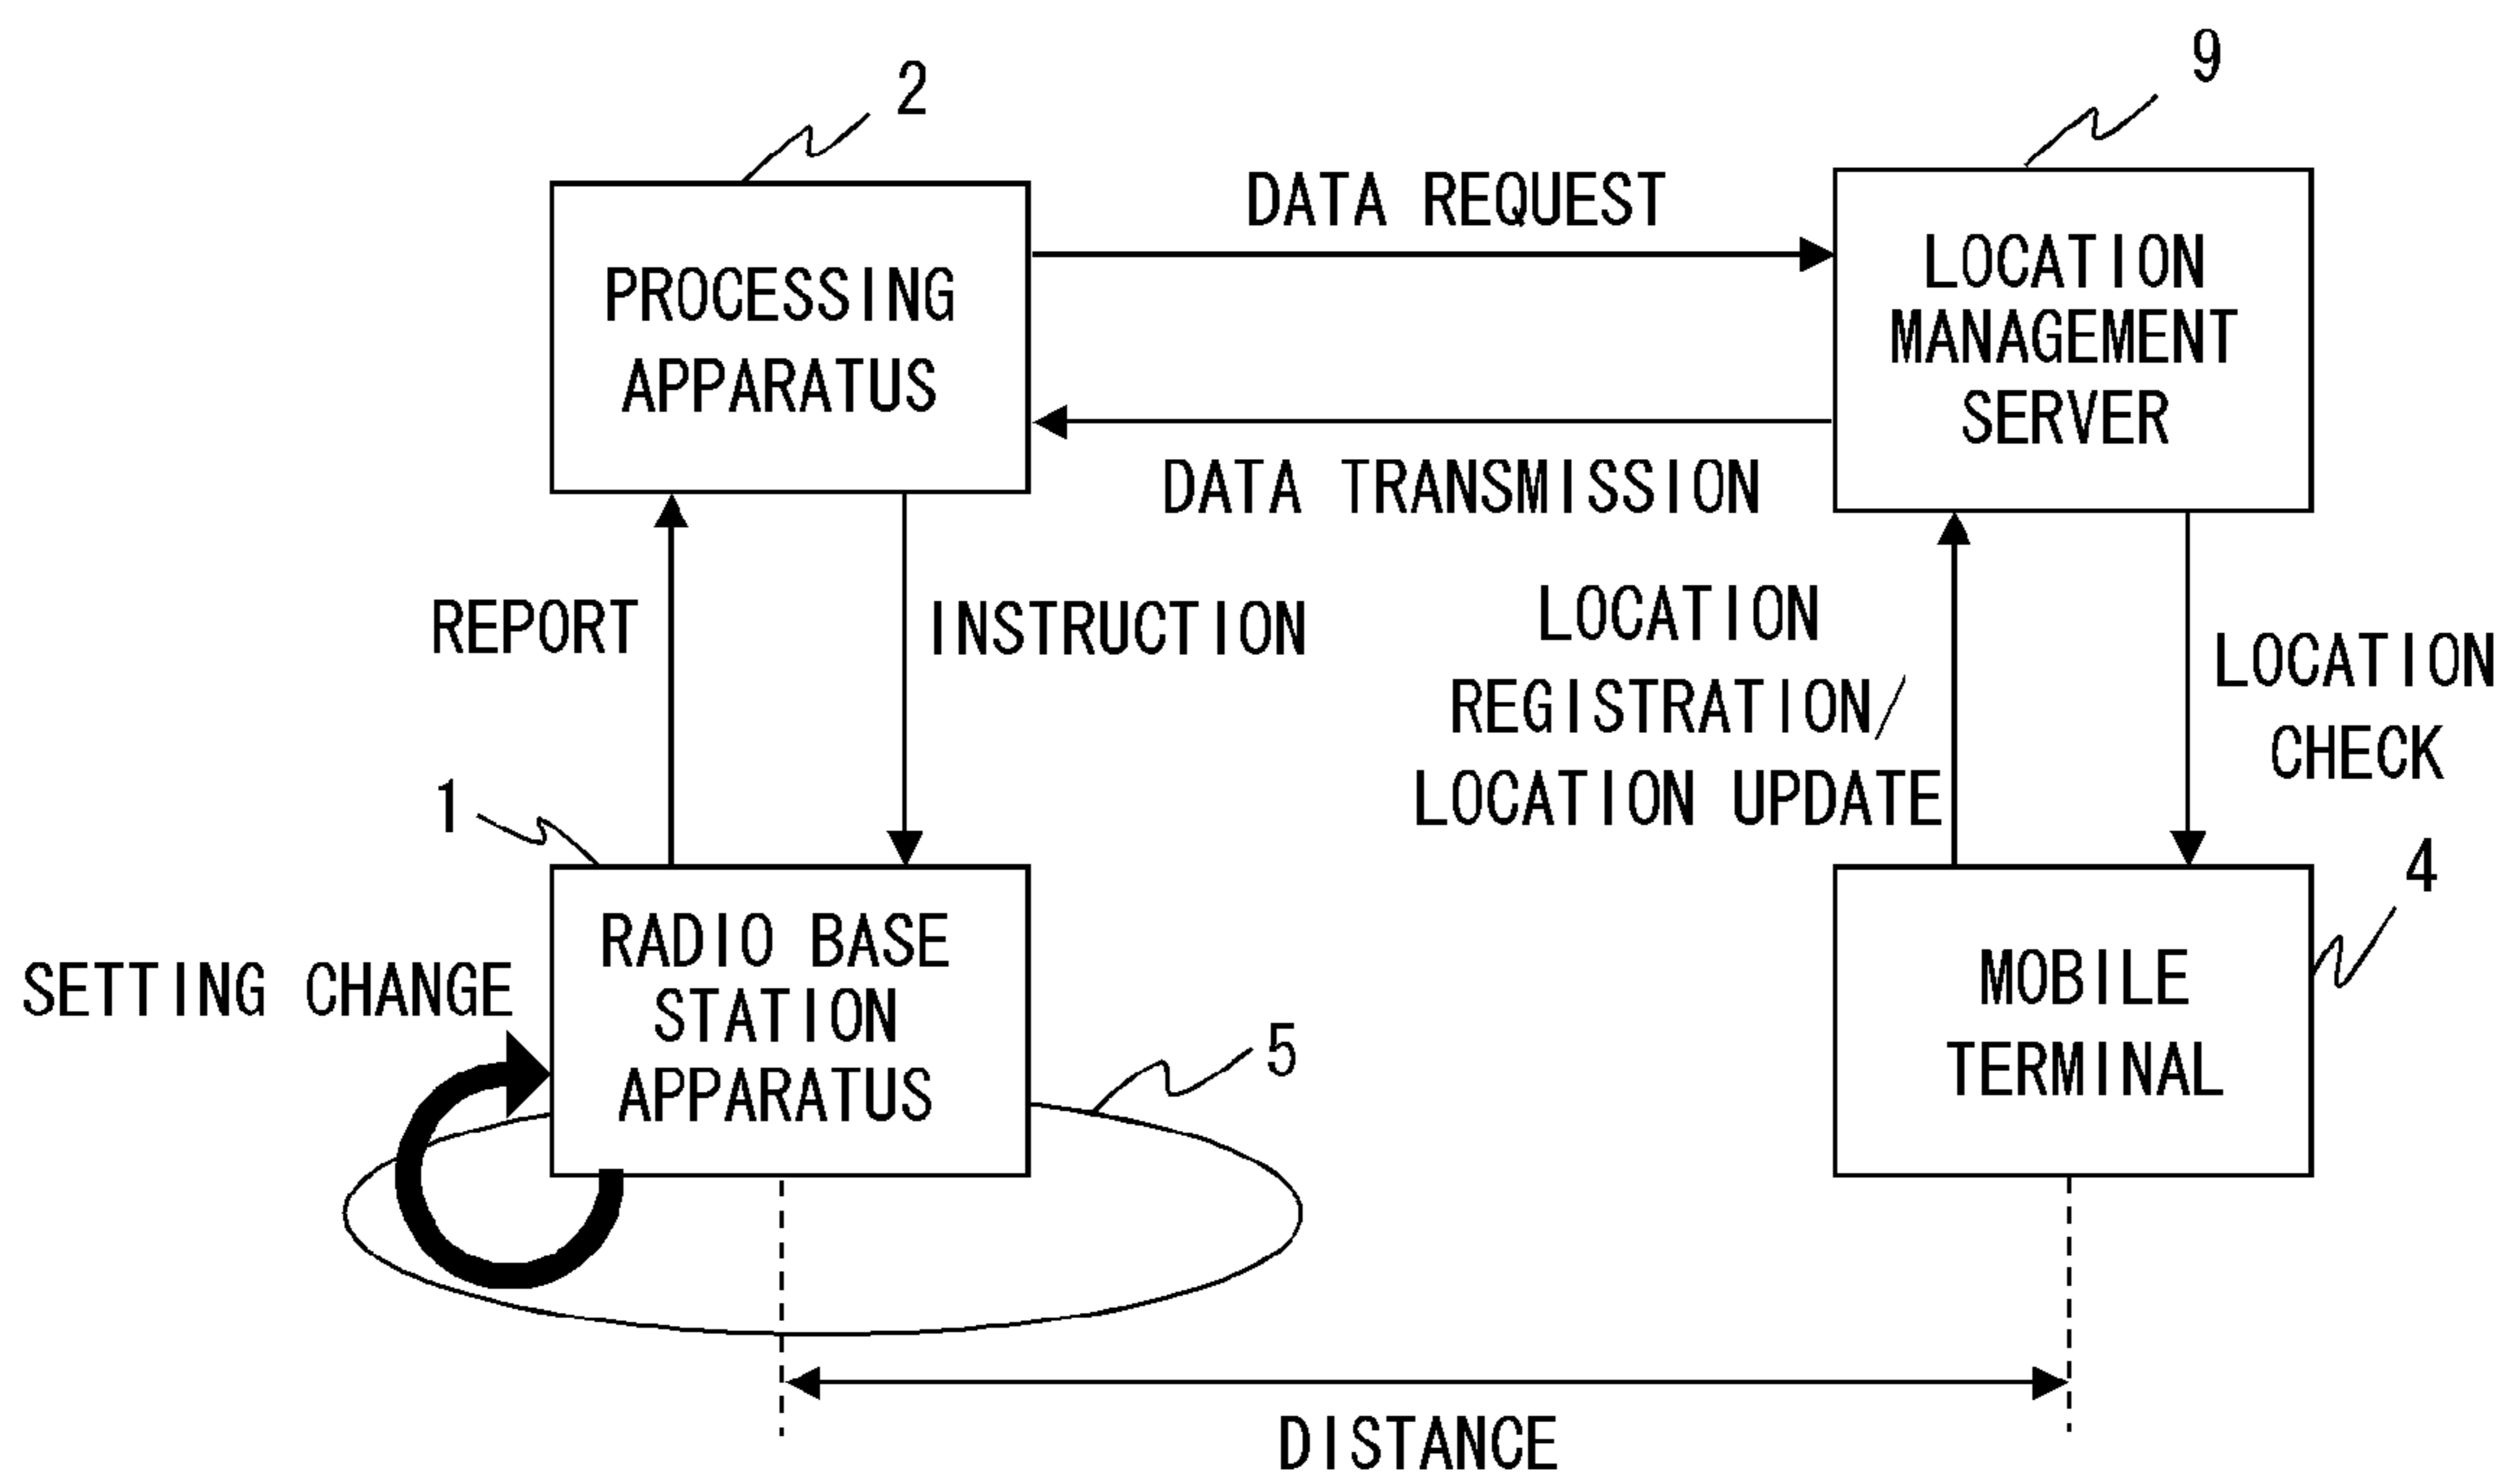 2
9
DATA REQUEST
PROCESSING
APPARATUS
LOCATION
MANAGEMENT
SERVER
DATA TRANSMISSION
REPORT
INSTRUCTION
LOCATION
REGISTRATION/
LOCATION UPDATE
LOCATION
CHECK
1
4
RADIO BASE
STATION
APPARATUS
SETTING CHANGE
MOBILE
TERMINAL
5
DISTANCE